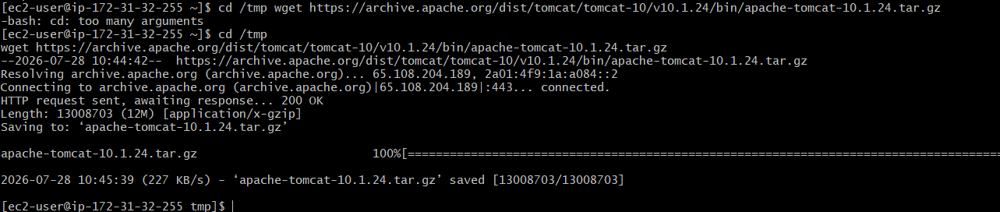 [ec2-user@ip-172-31-32-255 ~]$ cd /tmp wget https://archive.apache.org/dist/tomcat/tomcat-10/v10.1.24/bin/apache-tomcat-10.1.24.tar.gz
-bash: cd: too many arguments
[ec2-user@ip-172-31-32-255 ~]$ cd /tmp
wget https://archive.apache.org/dist/tomcat/tomcat-10/v10.1.24/bin/apache-tomcat-10.1.24.tar.gz
--2026-07-28 10:44:42--  https://archive.apache.org/dist/tomcat/tomcat-10/v10.1.24/bin/apache-tomcat-10.1.24.tar.gz
Resolving archive.apache.org (archive.apache.org)... 65.108.204.189, 2a01:4f9:1a:a084::2
Connecting to archive.apache.org (archive.apache.org)|65.108.204.189|:443... connected.
HTTP request sent, awaiting response... 200 OK
Length: 13008703 (12M) [application/x-gzip]
Saving to: ‘apache-tomcat-10.1.24.tar.gz’
apache-tomcat-10.1.24.tar.gz 100%[=====================================================================================
2026-07-28 10:45:39 (227 KB/s) - ‘apache-tomcat-10.1.24.tar.gz’ saved [13008703/13008703]
[ec2-user@ip-172-31-32-255 tmp]$